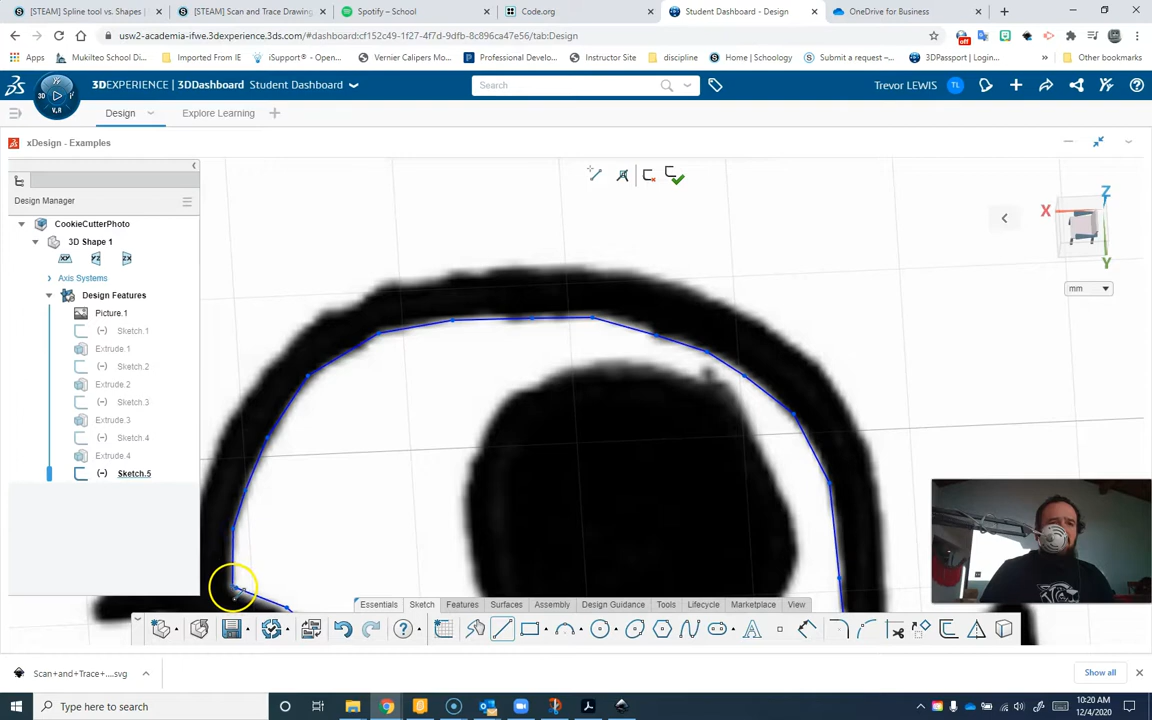 [STEAM] Spline tool vs. Shapes |
[STEAM] Scan and Trace Drawing
Spotify – School
Code.org
Student Dashboard - Design
OneDrive for Business
usw2-academia-ifwe.3dexperience.3ds.com/#dashboard:cf152c49-1f27-4f7d-9dfb-8c896ca47e56/tab:Design
off
Mukilteo School Di...
Imported From IE
iSupport® - Open...
Vernier Calipers Mo...
Professional Develo...
discipline
Instructor Site
Home | Schoology
Submit a request –...
3DPassport | Login...
Other bookmarks
3DEXPERIENCE | 3DDashboard Student Dashboard
Search
Trevor LEWIS
TL
3D
V.R
Design
Explore Learning
xDesign - Examples
Design Manager
CookieCutterPhoto
3D Shape 1
XY
YZ
ZX
Axis Systems
Design Features
Picture.1
(-) Sketch.1
Extrude.1
(-) Sketch.2
Extrude.2
(-) Sketch.3
Extrude.3
(-) Sketch.4
Extrude.4
(-) Sketch.5
Z
X
Y
mm
Essentials
Sketch
Features
Surfaces
Assembly
Design Guidance
Tools
Lifecycle
Marketplace
View
Scan+and+Trace+....svg
Show all
Type here to search
10:20 AM
12/4/2020